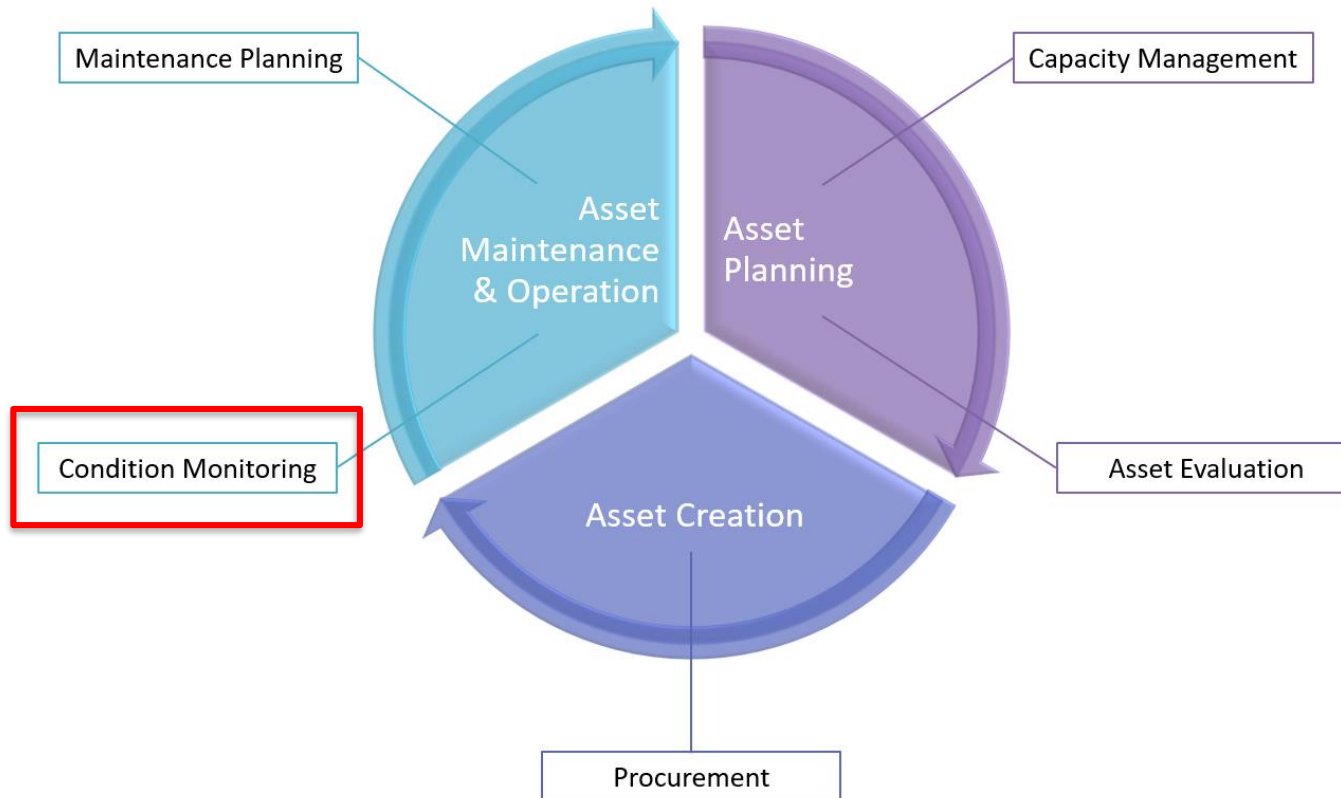 Maintenance Planning
Capacity Management
Asset
Maintenance
& Operation
Asset
Planning
Condition Monitoring
Asset Evaluation
Asset Creation
Procurement